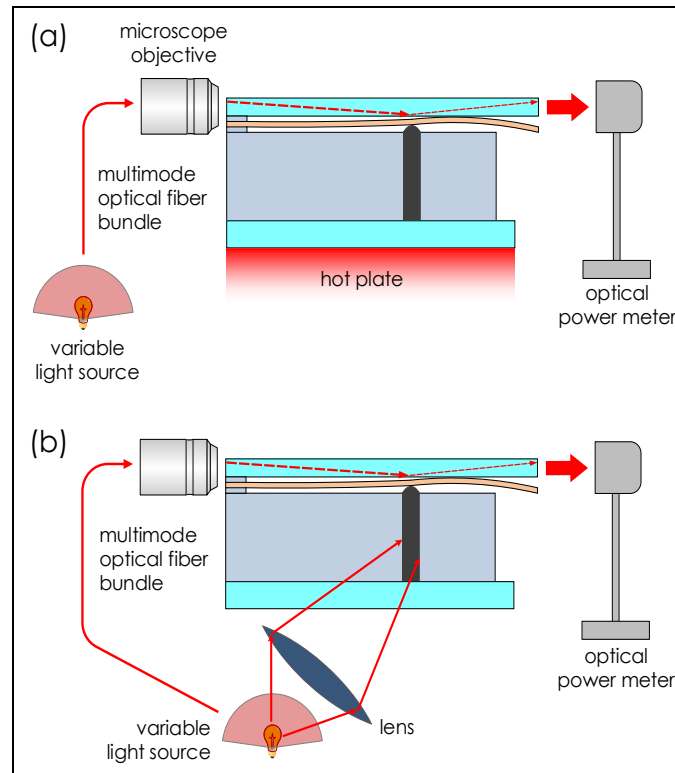 (a)
microscope
objective
multimode
optical fiber
bundle
hot plate
variable
light source
optical
power meter
(b)
multimode
optical fiber
bundle
variable
light source
lens
optical
power meter